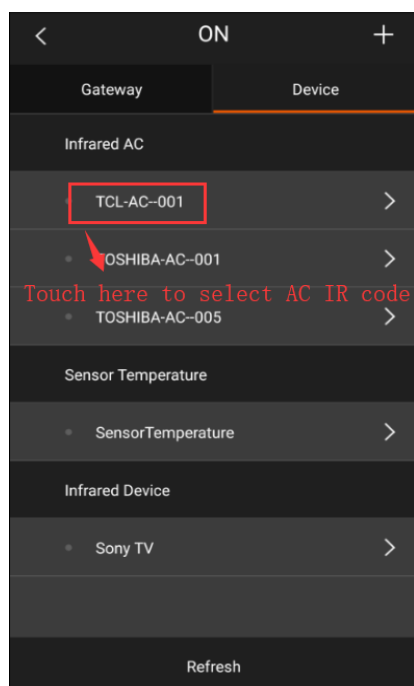 ON
Gateway Device
Infrared AC
TCL-AC--001
TOSHIBA-AC--001
Touch here to select AC IR code
TOSHIBA-AC--005
Sensor Temperature
SensorTemperature
Infrared Device
Sony TV
Refresh